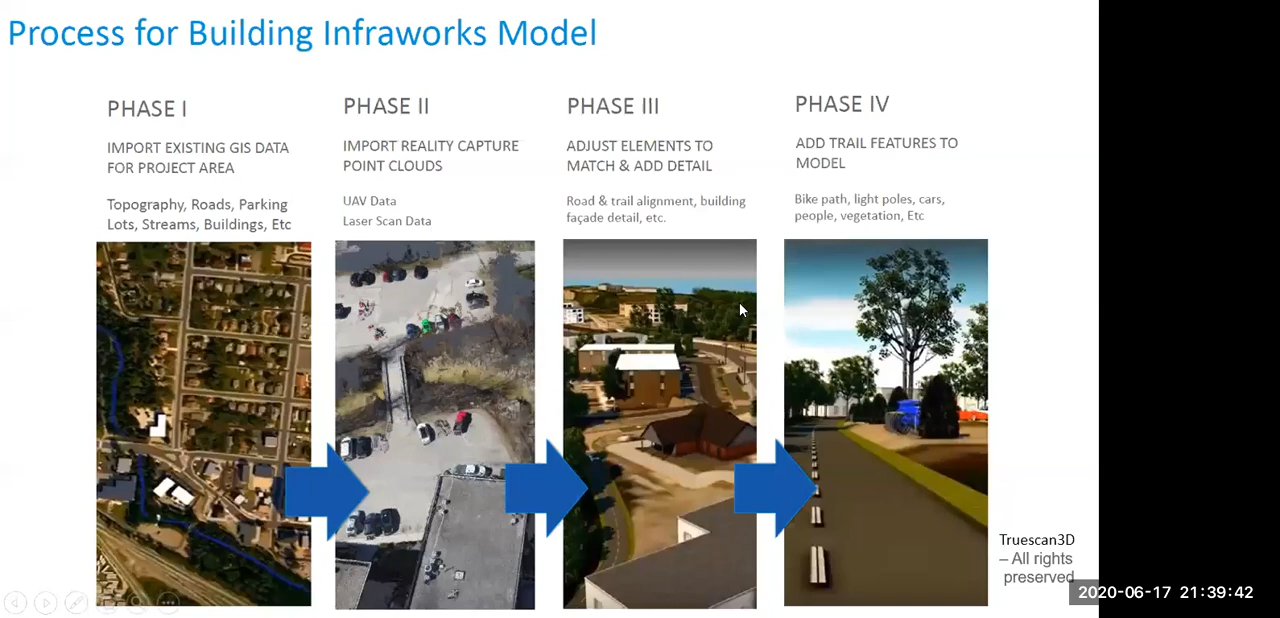 Process for Building Infraworks Model
PHASE I
IMPORT EXISTING GIS DATA
FOR PROJECT AREA
Topography, Roads, Parking
Lots, Streams, Buildings, Etc
PHASE II
IMPORT REALITY CAPTURE
POINT CLOUDS
UAV Data
Laser Scan Data
PHASE III
ADJUST ELEMENTS TO
MATCH & ADD DETAIL
Road & trail alignment, building
façade detail, etc.
PHASE IV
ADD TRAIL FEATURES TO
MODEL
Bike path, light poles, cars,
people, vegetation, Etc
Truescan3D
– All rights
preserved
2020-06-17 21:39:42